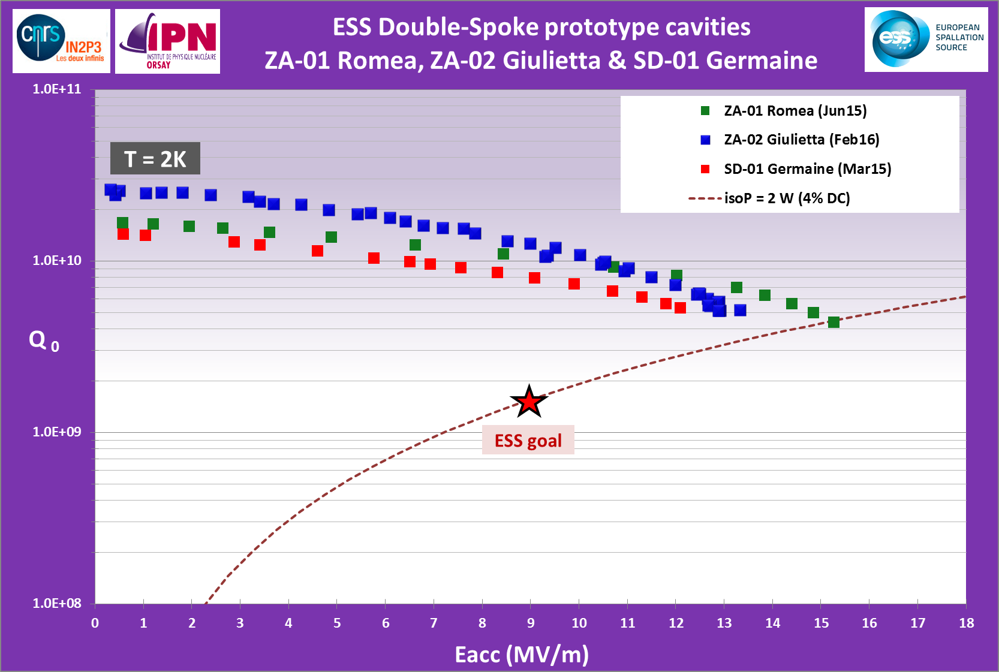 cnrs
IN2P3
Les deux infinis
IPN
INSTITUT DE PHYSIQUE NUCLÉAIRE
ORSAY
ESS Double-Spoke prototype cavities
ZA-01 Romea, ZA-02 Giulietta & SD-01 Germaine
ess
EUROPEAN
SPALLATION
SOURCE
1.0E+11
1.0E+10
1.0E+09
1.0E+08
Q 0
T = 2K
ZA-01 Romea (Jun15)
ZA-02 Giulietta (Feb16)
SD-01 Germaine (Mar15)
isoP = 2 W (4% DC)
ESS goal
0 1 2 3 4 5 6 7 8 9 10 11 12 13 14 15 16 17 18
Eacc (MV/m)